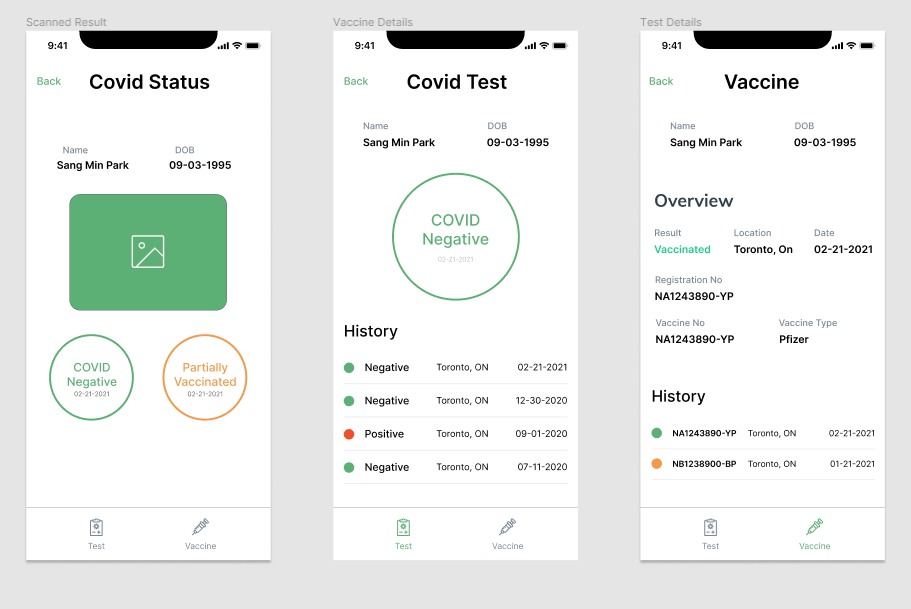 Scanned Result
9:41
Back
Covid Status
Name DOB
Sang Min Park 09-03-1995
COVID
Negative
02-21-2021
Partially
Vaccinated
02-21-2021
Test Vaccine
Vaccine Details
9:41
Back
Covid Test
Name DOB
Sang Min Park 09-03-1995
COVID
Negative
02-21-2021
History
Negative Toronto, ON 02-21-2021
Negative Toronto, ON 12-30-2020
Positive Toronto, ON 09-01-2020
Negative Toronto, ON 07-11-2020
Test Vaccine
Test Details
9:41
Back
Vaccine
Name DOB
Sang Min Park 09-03-1995
Overview
Result Location Date
Vaccinated Toronto, On 02-21-2021
Registration No
NA1243890-YP
Vaccine No Vaccine Type
NA1243890-YP Pfizer
History
NA1243890-YP Toronto, ON 02-21-2021
NB1238900-BP Toronto, ON 01-21-2021
Test Vaccine